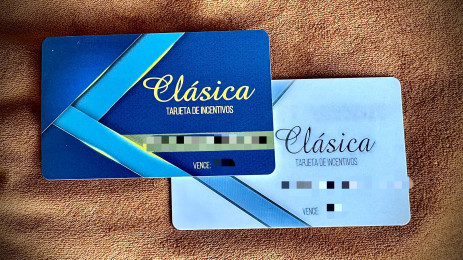 Clásica
TARJETA DE INCENTIVOS
VENCE:
Clásica
TARJETA DE INCENTIVOS
VENCE: